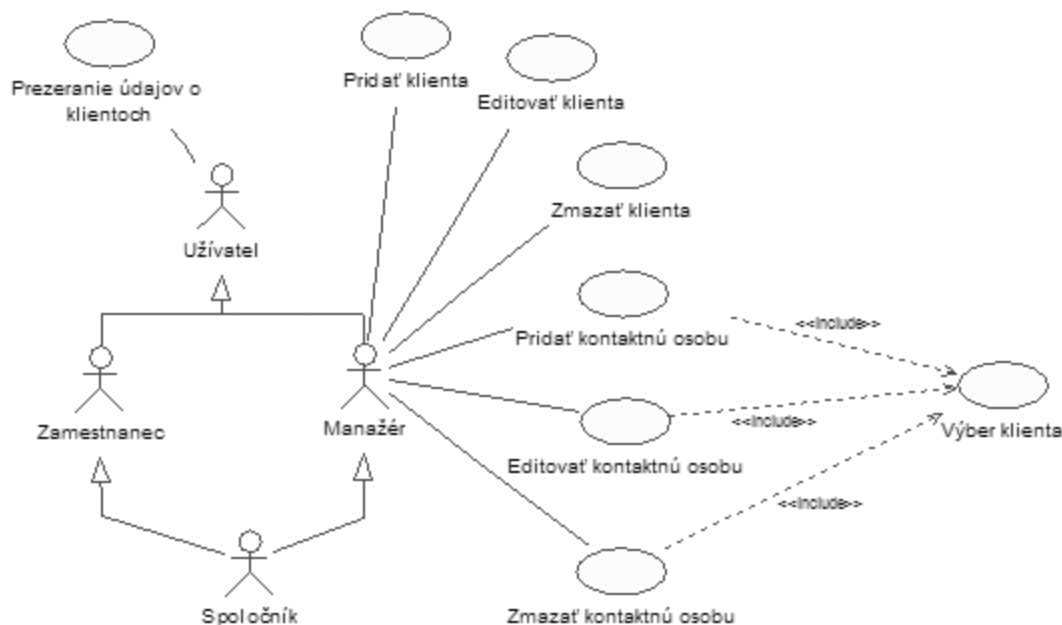 Prezeranie údajov o
klientoch
Pridať klienta
Editovať klienta
Zmazať klienta
Užívatel
Pridať kontaktnú osobu
<<Include>>
Zamestnanec
Manažér
Editovať kontaktnú osobu
<<Include>>
Výber klienta
<<Include>>
Spoločník
Zmazať kontaktnú osobu